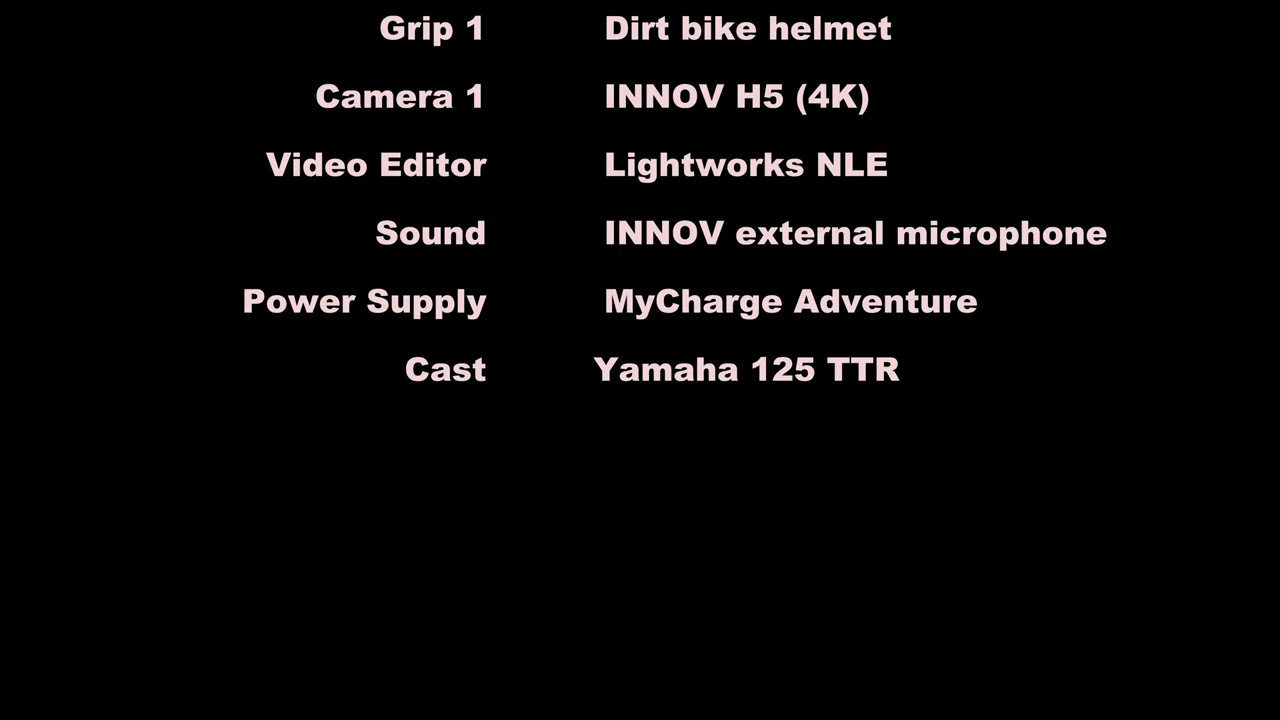 Grip 1 Dirt bike helmet
Camera 1 INNOV H5 (4K)
Video Editor Lightworks NLE
Sound INNOV external microphone
Power Supply MyCharge Adventure
Cast Yamaha 125 TTR